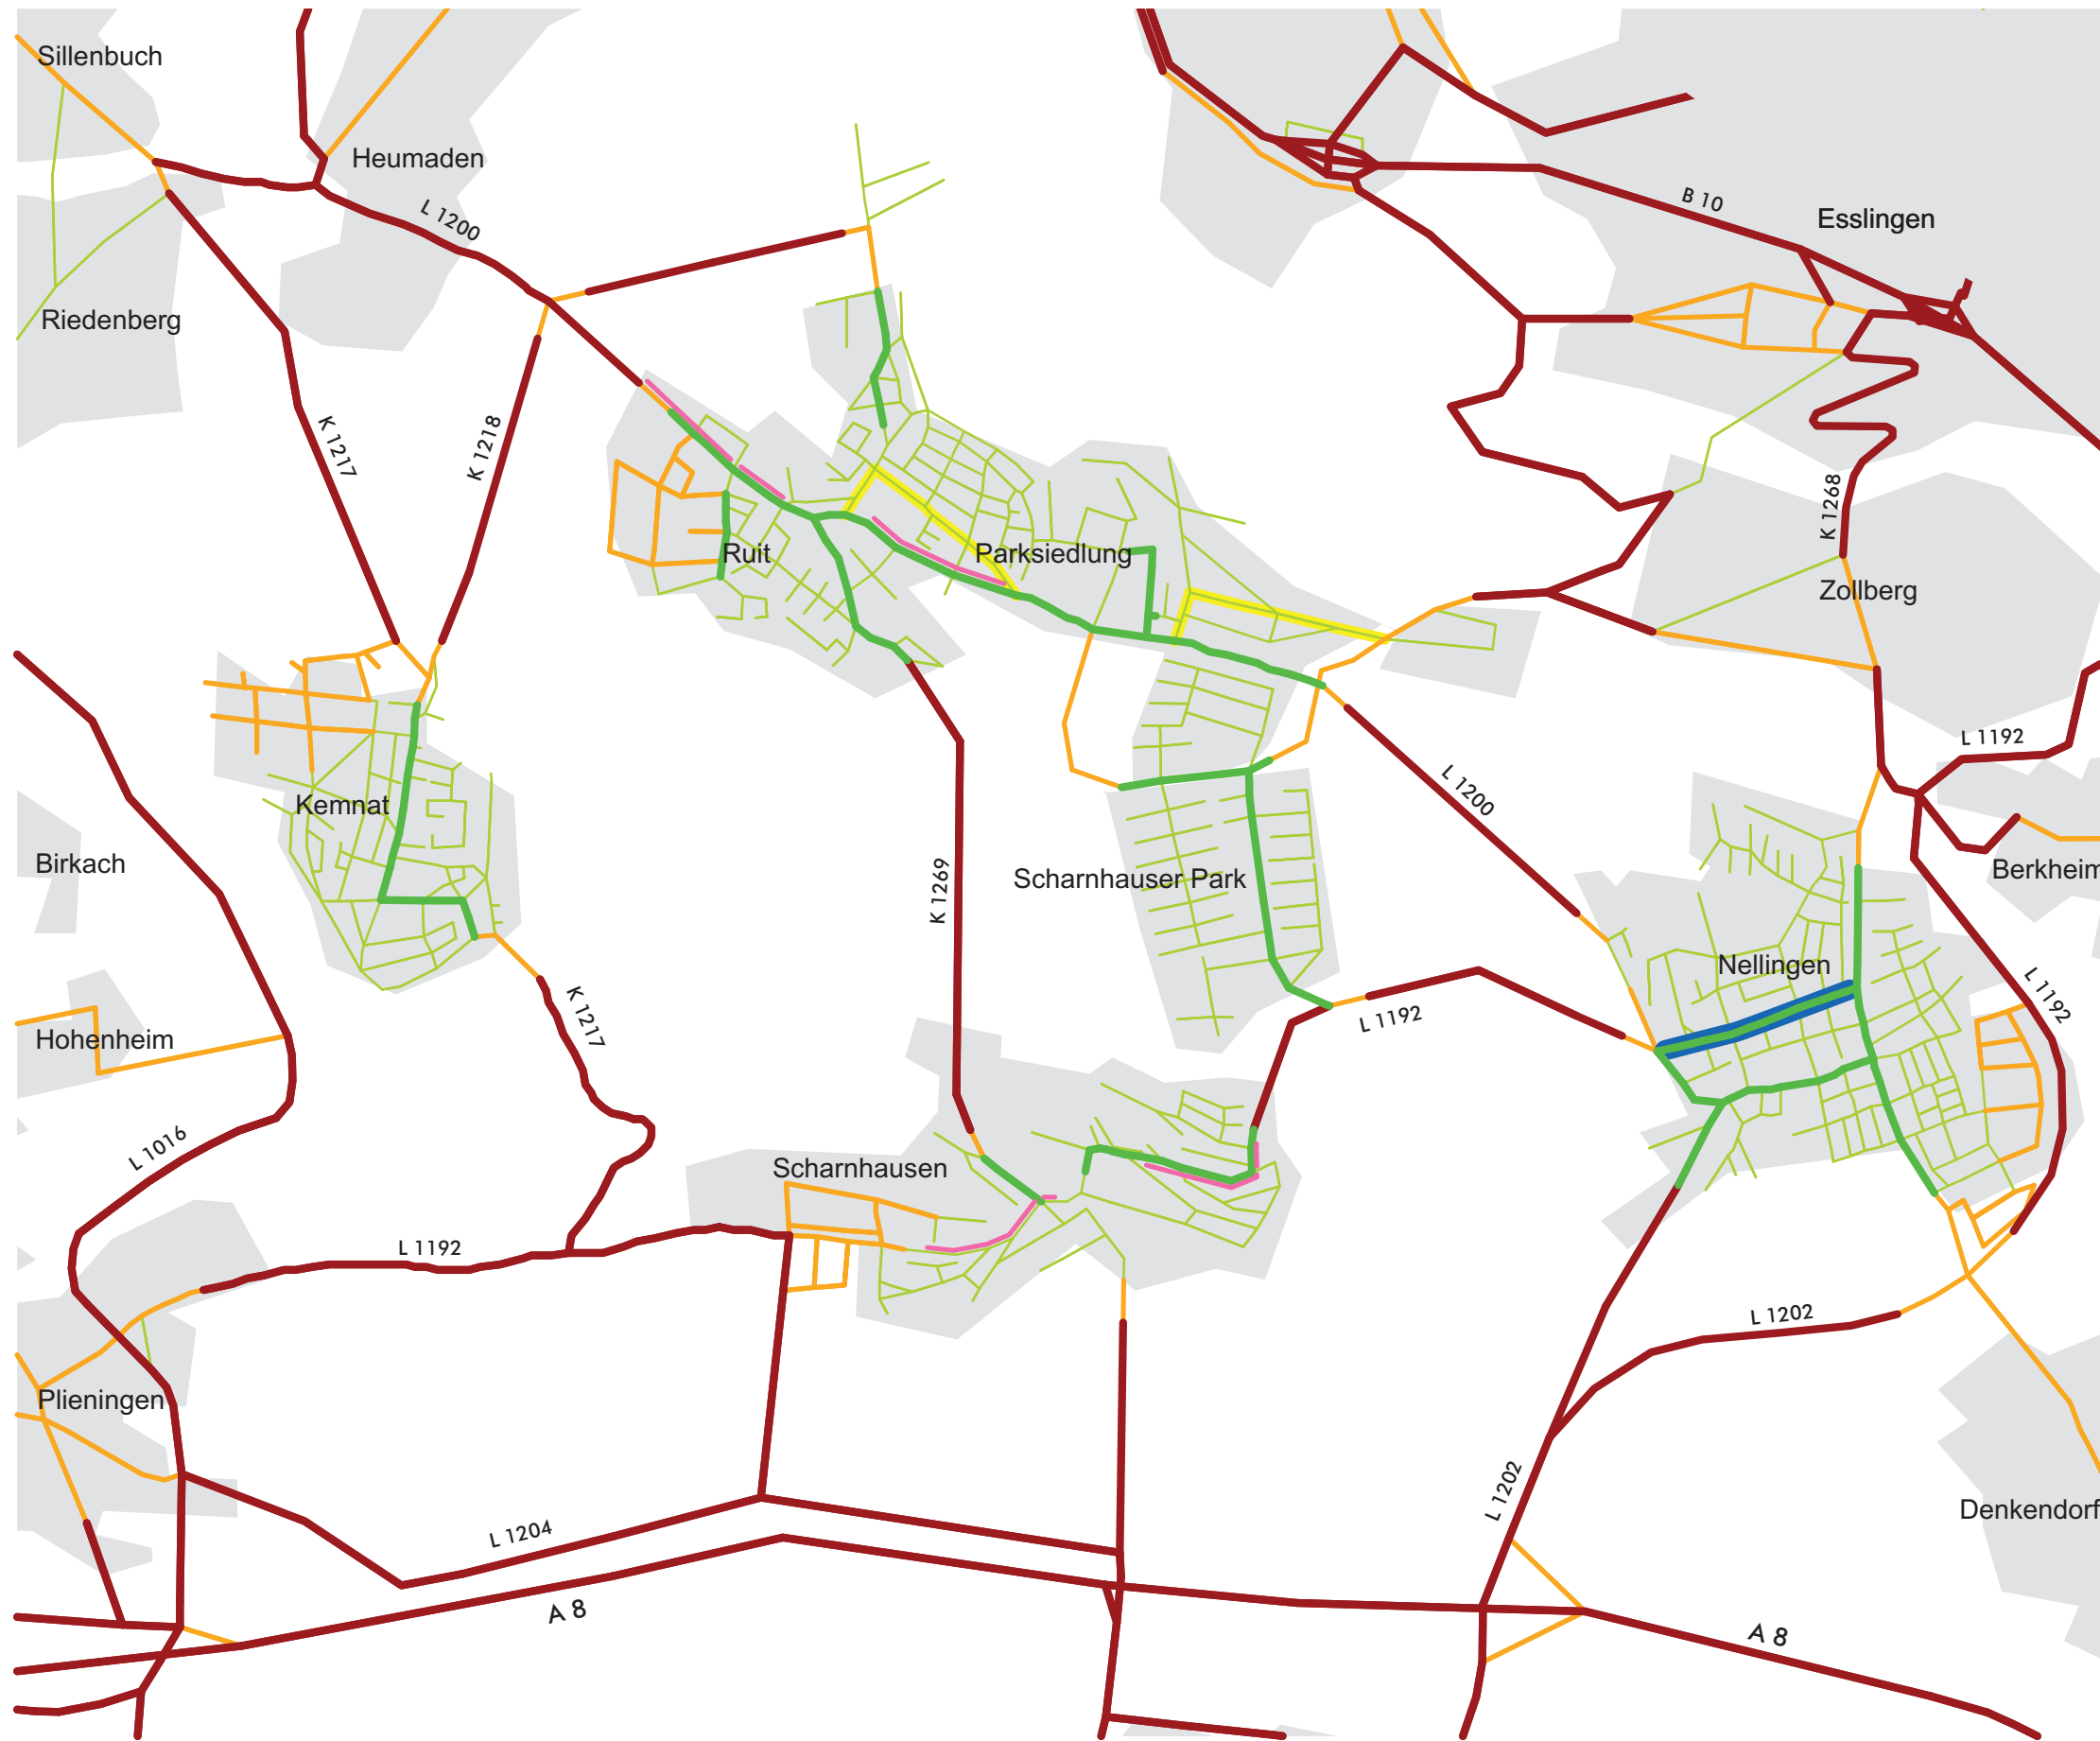 Sillenbuch
Heumaden
L 1200
B 10
Esslingen
Riedenberg
K 1217
K 1218
K 1268
Ruit
Parksiedlung
Zollberg
L 1192
L 1200
Kemnat
Birkach
K 1269
Scharnhauser Park
Berkheim
Nellingen
L 1192
L 1192
K 1217
Hohenheim
L 1016
Scharnhausen
L 1192
L 1202
Plieningen
L 1202
Denkendorf
L 1204
A 8
A 8